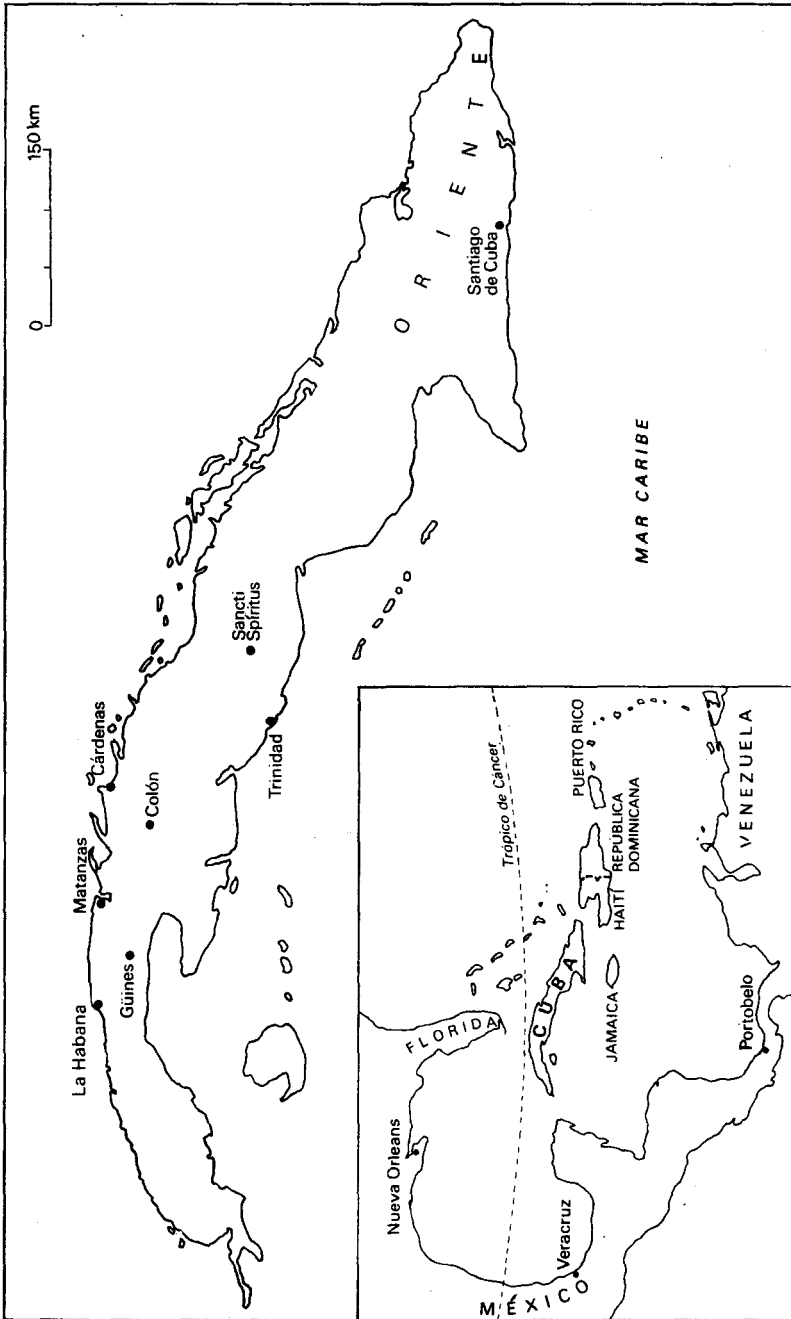 0
150 km
La Habana
Matanzas
Cárdenas
Güines
Colón
Sancti
Spíritus
Trinidad
ORIENTE
Santiago
de Cuba
MAR CARIBE
Nueva Orleans
FLORIDA
Trópico de Cáncer
CUBA
MÉXICO
Veracruz
JAMAICA
HAITÍ
REPÚBLICA
DOMINICANA
PUERTO RICO
Portobelo
VENEZUELA